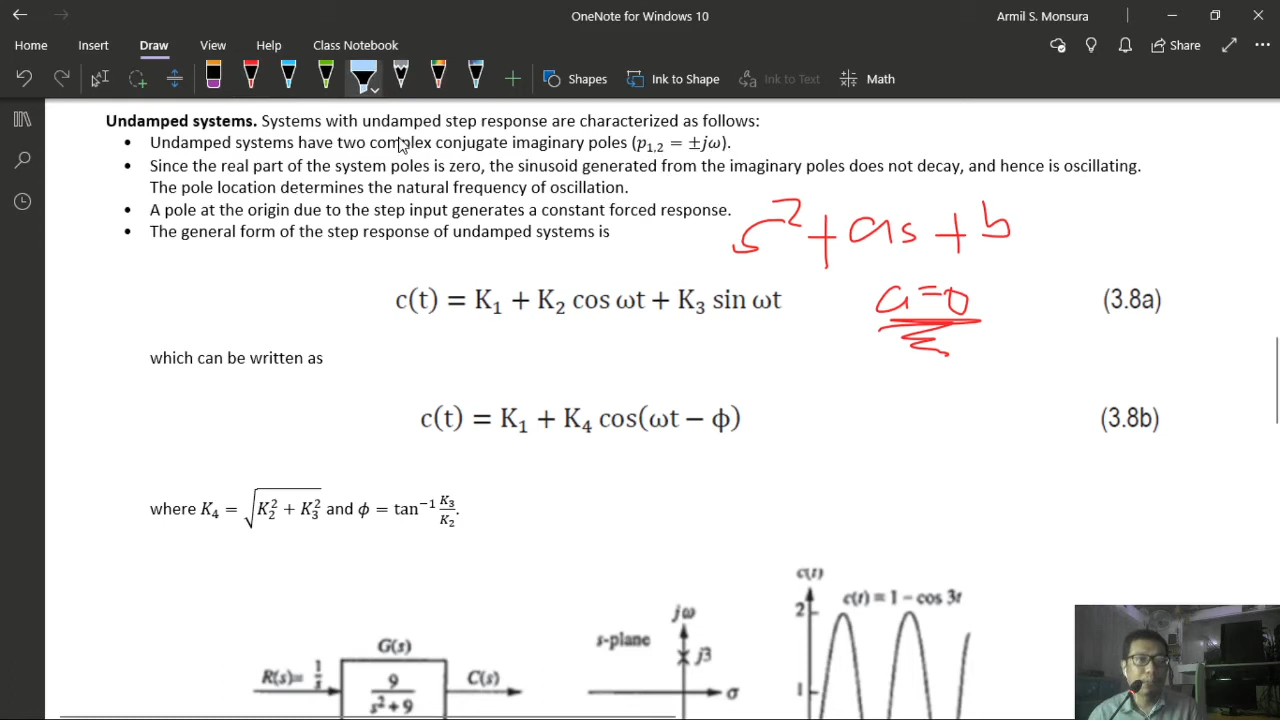 OneNote for Windows 10
Armil S. Monsura
Home Insert Draw View Help Class Notebook
Share
Shapes Ink to Shape Ink to Text Math
Undamped systems. Systems with undamped step response are characterized as follows:
• Undamped systems have two complex conjugate imaginary poles (p₁,₂ = ±jω).
• Since the real part of the system poles is zero, the sinusoid generated from the imaginary poles does not decay, and hence is oscillating.
The pole location determines the natural frequency of oscillation.
• A pole at the origin due to the step input generates a constant forced response.
• The general form of the step response of undamped systems is
s² + as + b
c(t) = K₁ + K₂ cos ωt + K₃ sin ωt (3.8a)
a=0
which can be written as
c(t) = K₁ + K₄ cos(ωt − ϕ) (3.8b)
where K₄ = √(K₂² + K₃²) and ϕ = tan⁻¹ K₃/K₂.
c(t)
c(t) = 1 − cos 3t
2
jω
G(s)
s-plane
j3
R(s)= 1/s
C(s)
9
s² + 9
σ
1